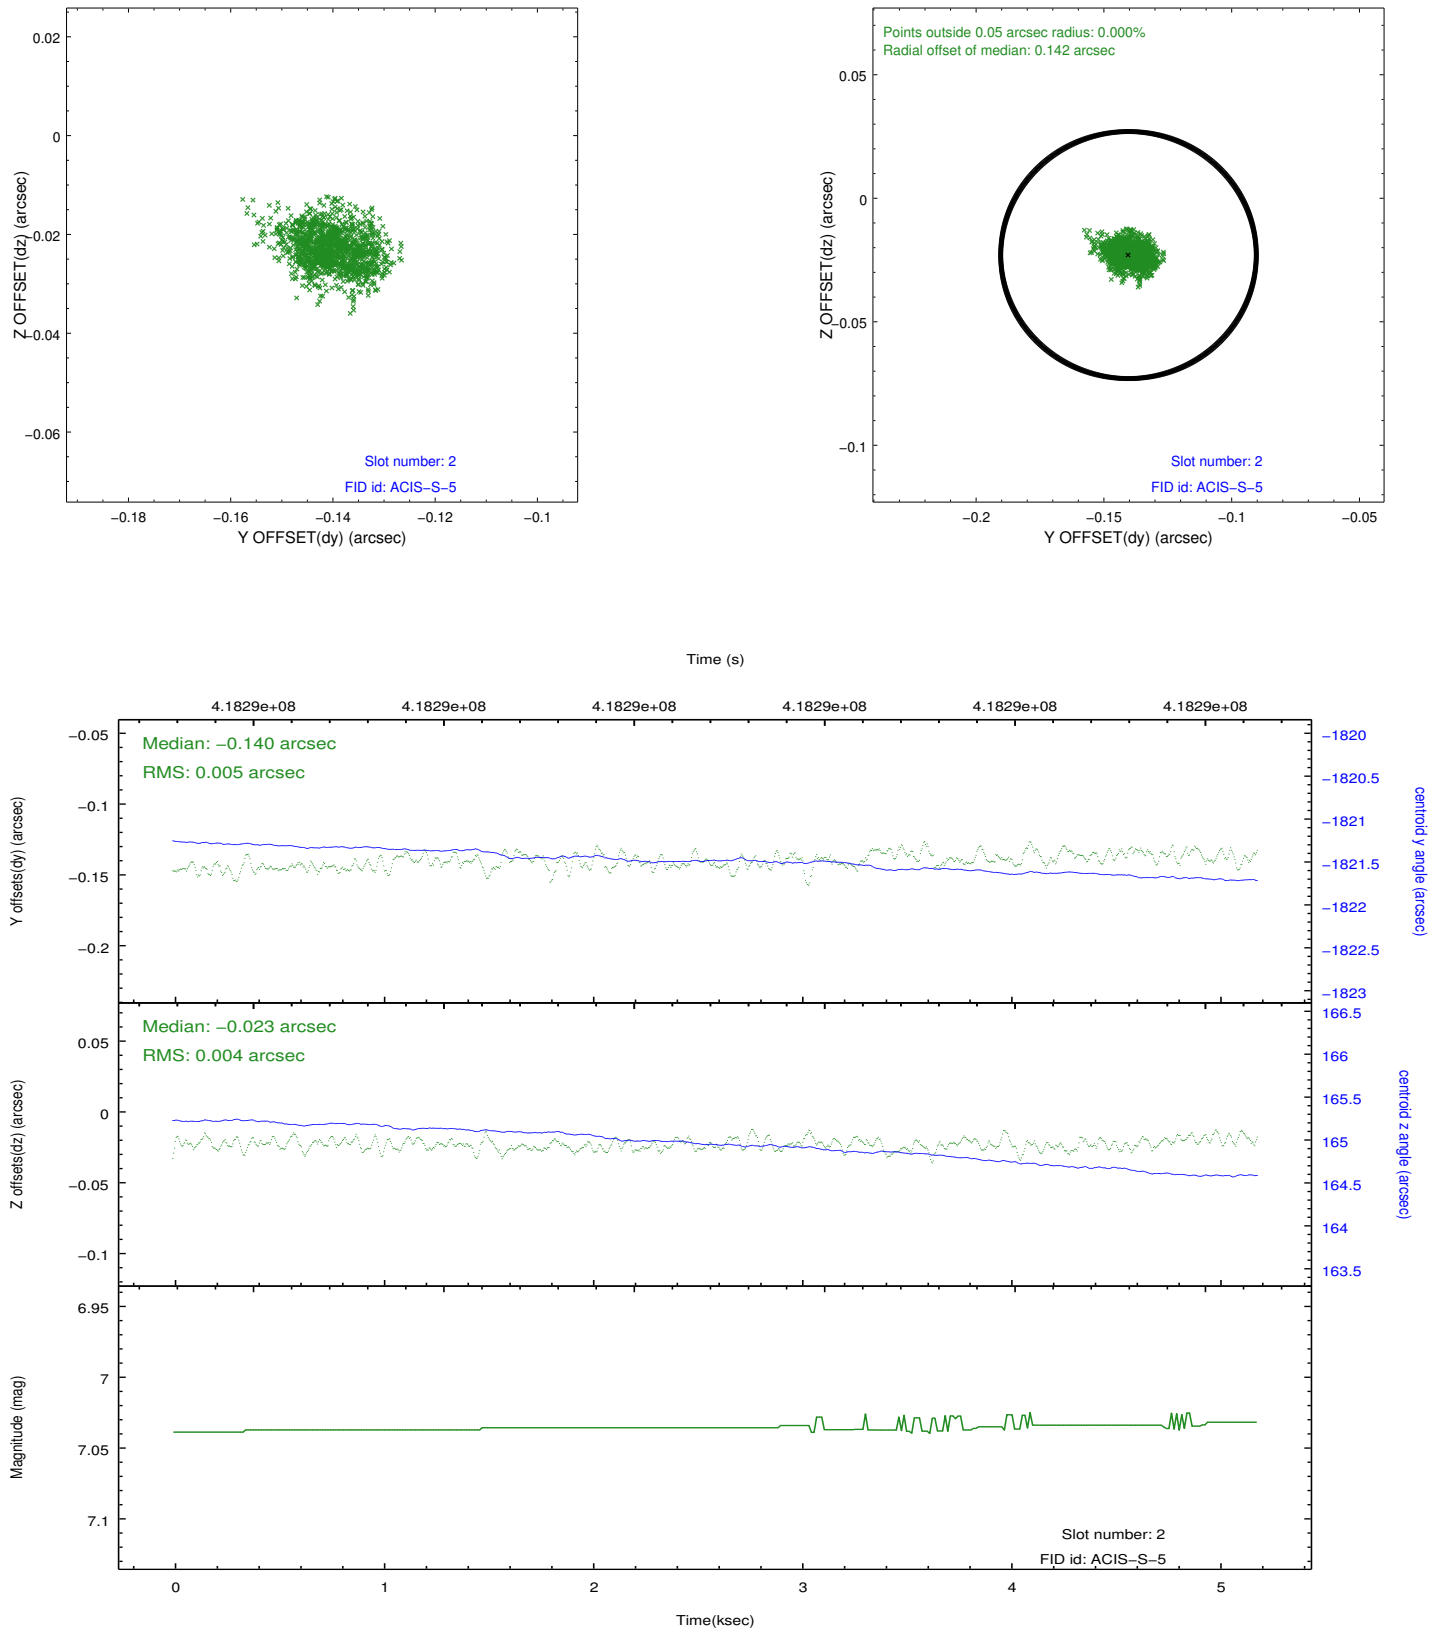 0.02
0
−0.02
−0.04
−0.06
Z OFFSET(dz) (arcsec)
Slot number: 2
FID id: ACIS−S−5
−0.18
−0.16
−0.14
−0.12
−0.1
Y OFFSET(dy) (arcsec)
Points outside 0.05 arcsec radius: 0.000%
Radial offset of median: 0.142 arcsec
0.05
0
−0.05
−0.1
Z OFFSET(dz) (arcsec)
Slot number: 2
FID id: ACIS−S−5
−0.2
−0.15
−0.1
−0.05
Y OFFSET(dy) (arcsec)
Time (s)
4.1829e+08
4.1829e+08
4.1829e+08
4.1829e+08
4.1829e+08
4.1829e+08
Median: −0.140 arcsec
RMS: 0.005 arcsec
−0.05
−0.1
−0.15
−0.2
Y offsets(dy) (arcsec)
−1820
−1820.5
−1821
−1821.5
−1822
−1822.5
−1823
centroid y angle (arcsec)
Median: −0.023 arcsec
RMS: 0.004 arcsec
0.05
0
−0.05
−0.1
Z offsets(dz) (arcsec)
166.5
166
165.5
165
164.5
164
163.5
centroid z angle (arcsec)
6.95
7
7.05
7.1
Magnitude (mag)
Slot number: 2
FID id: ACIS−S−5
0
1
2
3
4
5
Time(ksec)